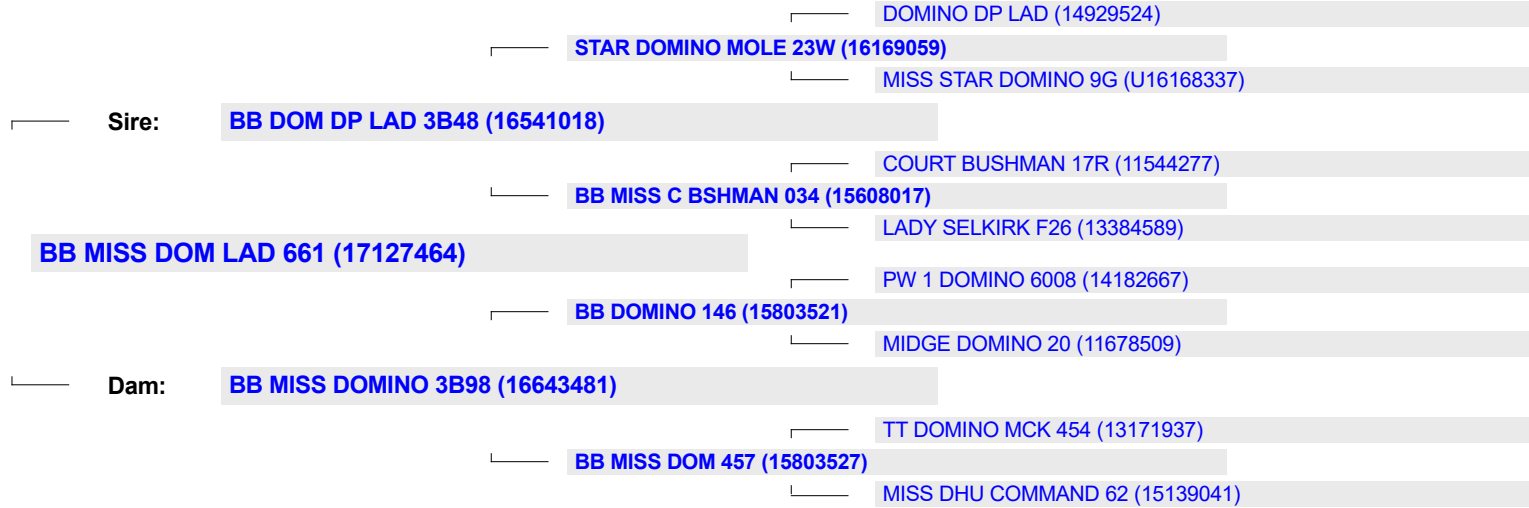 DOMINO DP LAD (14929524)
STAR DOMINO MOLE 23W (16169059)
MISS STAR DOMINO 9G (U16168337)
Sire: BB DOM DP LAD 3B48 (16541018)
COURT BUSHMAN 17R (11544277)
BB MISS C BSHMAN 034 (15608017)
LADY SELKIRK F26 (13384589)
BB MISS DOM LAD 661 (17127464)
PW 1 DOMINO 6008 (14182667)
BB DOMINO 146 (15803521)
MIDGE DOMINO 20 (11678509)
Dam: BB MISS DOMINO 3B98 (16643481)
TT DOMINO MCK 454 (13171937)
BB MISS DOM 457 (15803527)
MISS DHU COMMAND 62 (15139041)